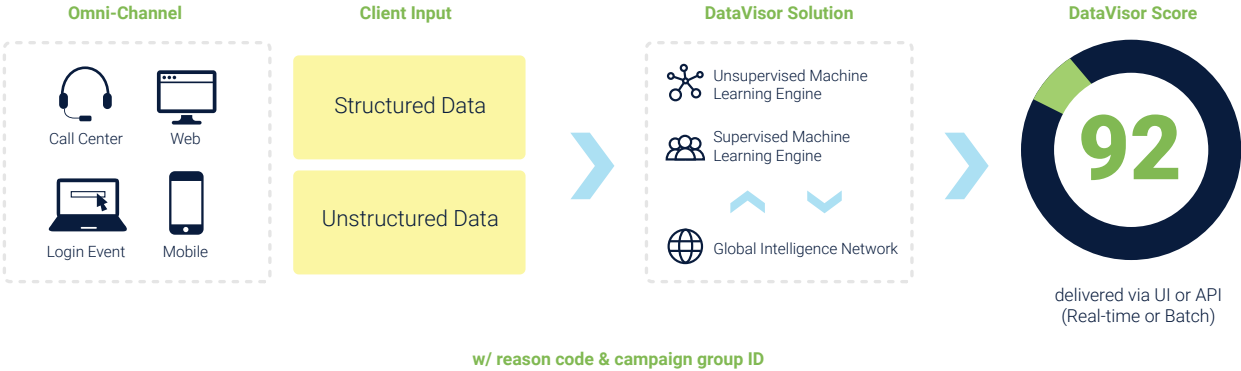 Omni-Channel
Call Center
Web
Login Event
Mobile
Client Input
Structured Data
Unstructured Data
DataVisor Solution
Unsupervised Machine
Learning Engine
Supervised Machine
Learning Engine
Global Intelligence Network
DataVisor Score
92
delivered via UI or API
(Real-time or Batch)
w/ reason code & campaign group ID